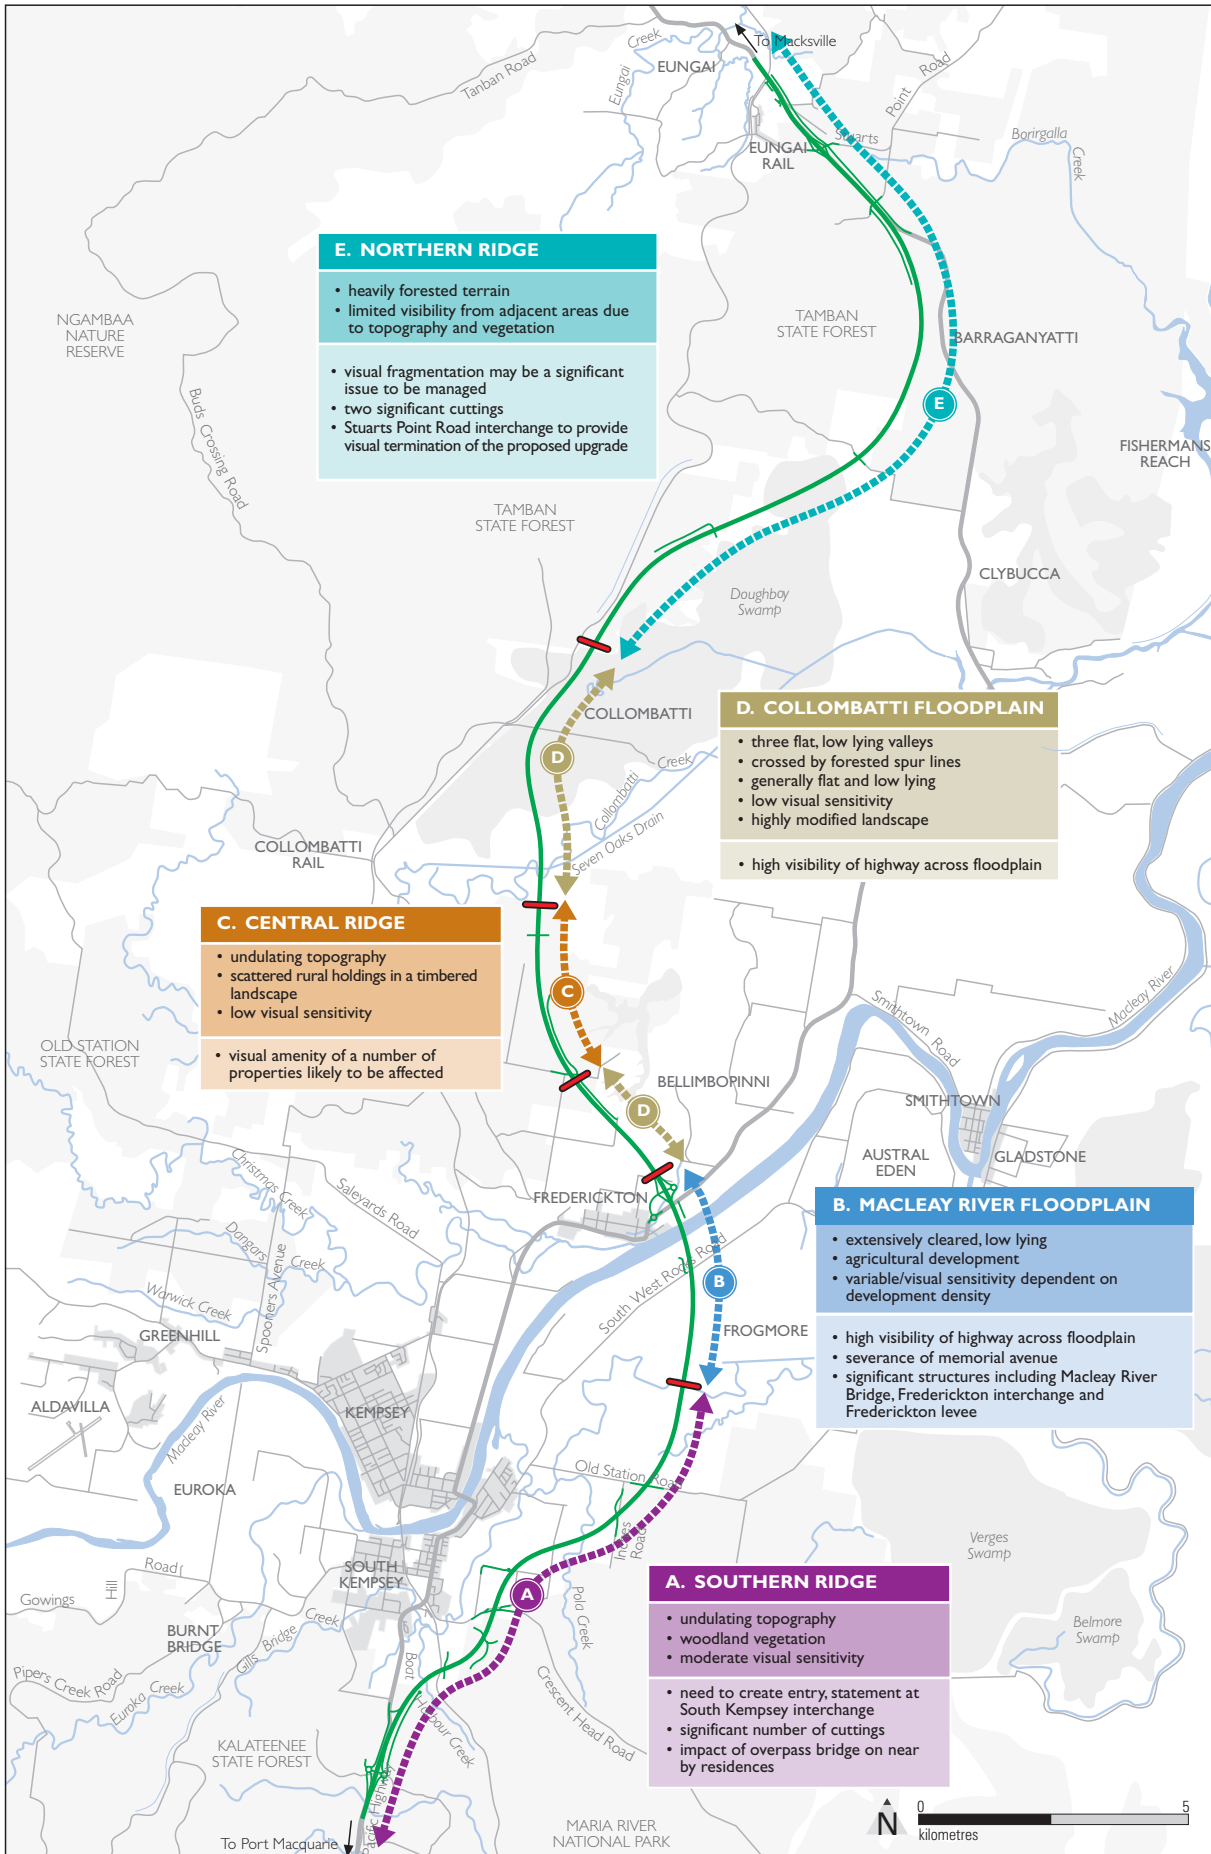 To Macksville
Creek
EUNGAI
Tanban Road
Eungai
Road
Point
Stuarts
Borirgalla
Creek
EUNGAI
RAIL
E. NORTHERN RIDGE
• heavily forested terrain
• limited visibility from adjacent areas due
to topography and vegetation
• visual fragmentation may be a significant
issue to be managed
• two significant cuttings
• Stuarts Point Road interchange to provide
visual termination of the proposed upgrade
NGAMBAA
NATURE
RESERVE
TAMBAN
STATE FOREST
BARRAGANYATTI
E
Buds Crossing Road
FISHERMANS
REACH
TAMBAN
STATE FOREST
CLYBUCCA
Doughboy
Swamp
COLLOMBATTI
D
Creek
Collombatti
Seven Oaks Drain
D. COLLOMBATTI FLOODPLAIN
• three flat, low lying valleys
• crossed by forested spur lines
• generally flat and low lying
• low visual sensitivity
• highly modified landscape
• high visibility of highway across floodplain
COLLOMBATTI
RAIL
C. CENTRAL RIDGE
• undulating topography
• scattered rural holdings in a timbered
landscape
• low visual sensitivity
• visual amenity of a number of
properties likely to be affected
C
OLD STATION
STATE FOREST
Smithtown
Road
Macleay River
BELLIMBOPINNI
D
SMITHTOWN
AUSTRAL
EDEN
GLADSTONE
Christmas Creek
Saleyards Road
FREDERICKTON
Dangars
Creek
Spooners Avenue
Warwick Creek
South West Rocks Road
B
B. MACLEAY RIVER FLOODPLAIN
• extensively cleared, low lying
• agricultural development
• variable/visual sensitivity dependent on
development density
• high visibility of highway across floodplain
• severance of memorial avenue
• significant structures including Macleay River
Bridge, Frederickton interchange and
Frederickton levee
FROGMORE
GREENHILL
ALDAVILLA
KEMPSEY
Macleay River
EUROKA
Old Station Road
Innes
Road
Verges
Swamp
Road
Hill
Gowings
SOUTH
KEMPSEY
A
Pola Creek
A. SOUTHERN RIDGE
• undulating topography
• woodland vegetation
• moderate visual sensitivity
• need to create entry, statement at
South Kempsey interchange
• significant number of cuttings
• impact of overpass bridge on near
by residences
Belmore
Swamp
BURNT
BRIDGE
Creek
Gills Bridge
Pipers Creek Road
Euroka Creek
Boat
Harbour Creek
Crescent Head Road
KALATEENEE
STATE FOREST
Pacific Highway
To Port Macquarie
MARIA RIVER
NATIONAL PARK
N
0
5
kilometres